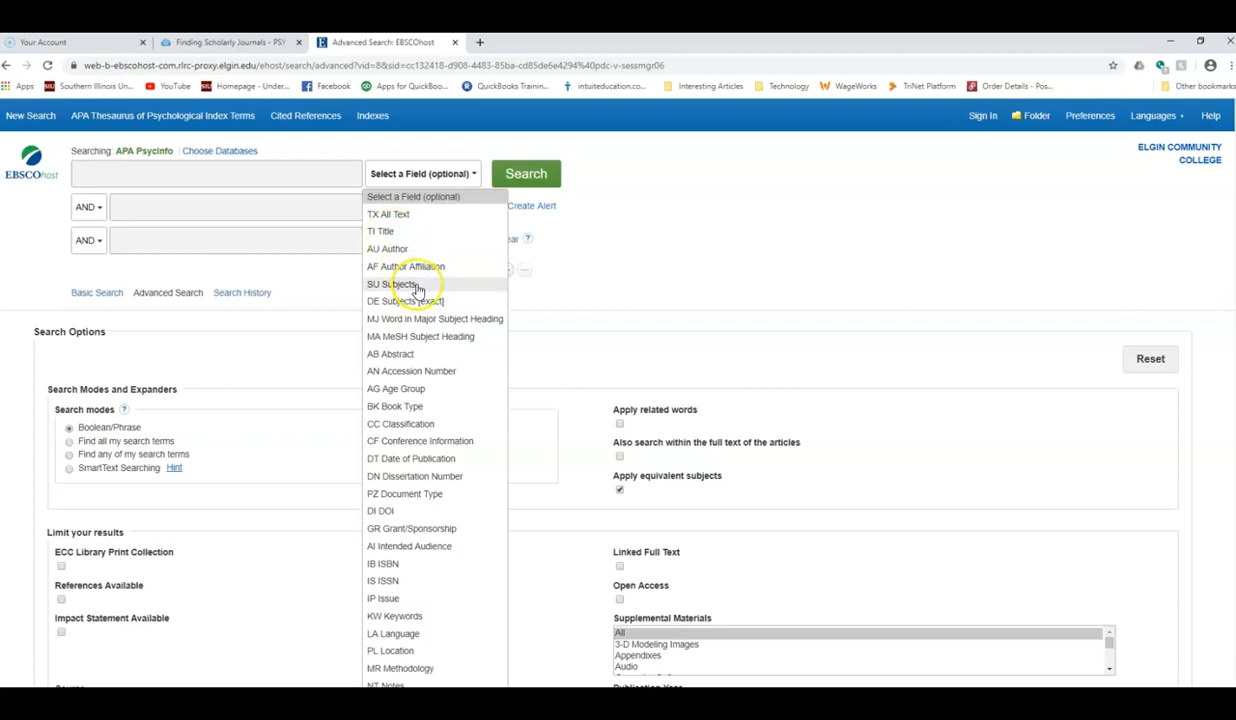 Your Account
Finding Scholarly Journals - PSY
Advanced Search: EBSCOhost
web-b-ebscohost-com.rlrc-proxy.elgin.edu/ehost/search/advanced?vid=8&sid=cc132418-d908-4483-85ba-cd85de6e4294%40pdc-v-sessmgr06
Apps Southern Illinois Un... YouTube Homepage - Under... Facebook Apps for QuickBoo... QuickBooks Trainin... intuiteducation.co... Interesting Articles Technology WageWorks TriNet Platform Order Details - Pos... Other bookmarks
New Search APA Thesaurus of Psychological Index Terms Cited References Indexes Sign In Folder Preferences Languages Help
Searching: APA PsycInfo Choose Databases
ELGIN COMMUNITY
COLLEGE
EBSCOhost
Select a Field (optional) Search
Select a Field (optional)
AND
Create Alert
TX All Text
TI Title
AND
ear ?
AU Author
AF Author Affiliation
SU Subjects
DE Subjects [exact]
Basic Search Advanced Search Search History
MJ Word in Major Subject Heading
MA MeSH Subject Heading
AB Abstract
AN Accession Number
AG Age Group
BK Book Type
CC Classification
CF Conference Information
DT Date of Publication
DN Dissertation Number
PZ Document Type
DI DOI
GR Grant/Sponsorship
AI Intended Audience
IB ISBN
IS ISSN
IP Issue
KW Keywords
LA Language
PL Location
MR Methodology
NT Notes
Search Options
Reset
Search Modes and Expanders
Search modes ?
Boolean/Phrase
Find all my search terms
Find any of my search terms
SmartText Searching Hint
Apply related words
Also search within the full text of the articles
Apply equivalent subjects
Limit your results
ECC Library Print Collection
References Available
Impact Statement Available
Linked Full Text
Open Access
Supplemental Materials
All
3-D Modeling Images
Appendixes
Audio